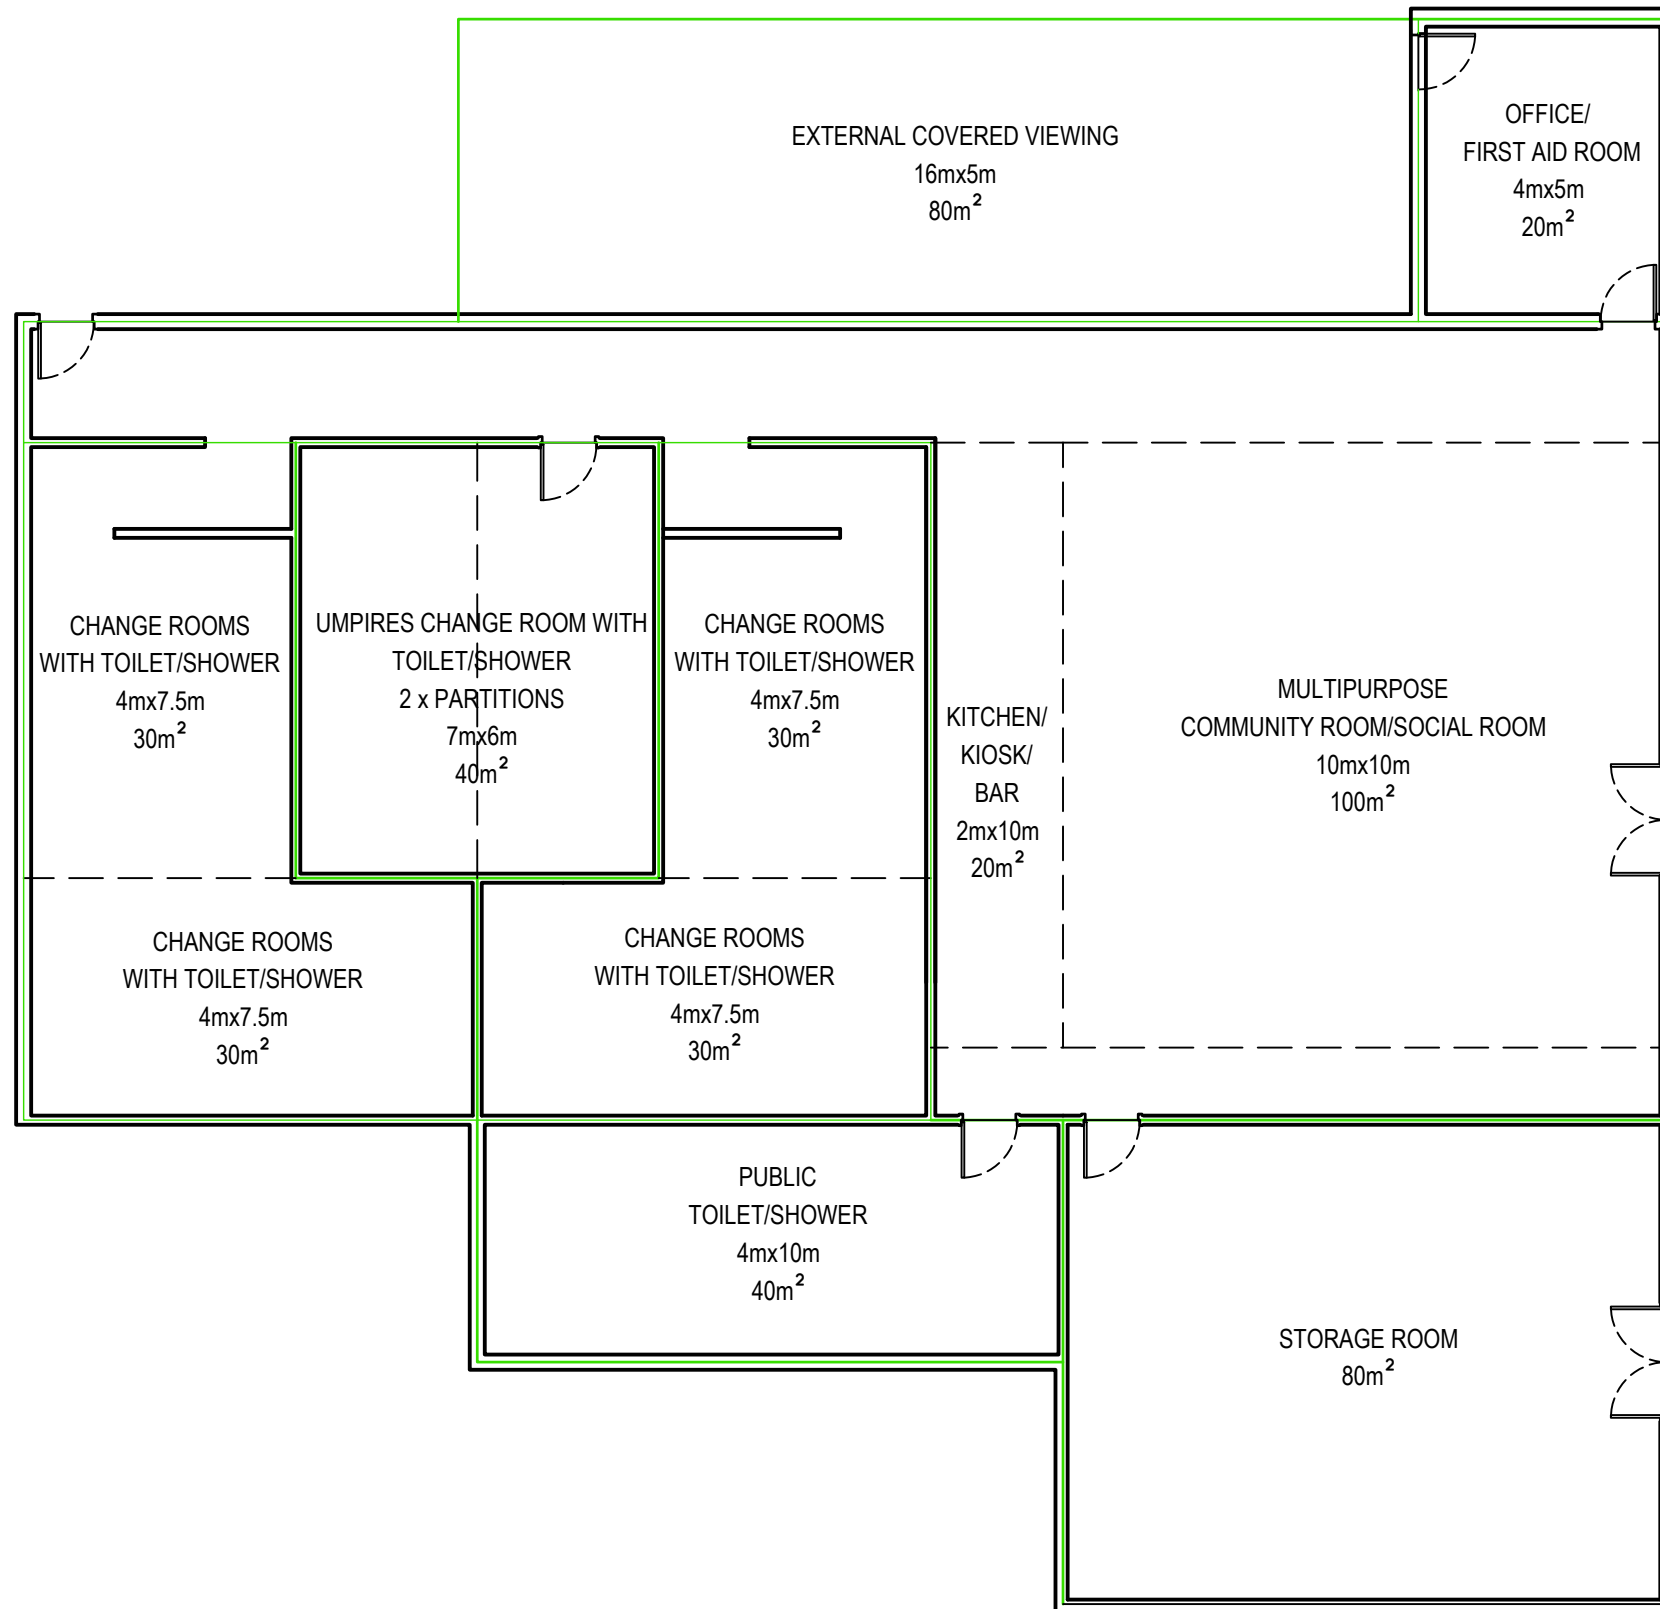 EXTERNAL COVERED VIEWING
16mx5m
80m²
OFFICE/
FIRST AID ROOM
4mx5m
20m²
CHANGE ROOMS
WITH TOILET/SHOWER
4mx7.5m
30m²
UMPIRES CHANGE ROOM WITH
TOILET/SHOWER
2 x PARTITIONS
7mx6m
40m²
CHANGE ROOMS
WITH TOILET/SHOWER
4mx7.5m
30m²
KITCHEN/
KIOSK/
BAR
2mx10m
20m²
MULTIPURPOSE
COMMUNITY ROOM/SOCIAL ROOM
10mx10m
100m²
CHANGE ROOMS
WITH TOILET/SHOWER
4mx7.5m
30m²
CHANGE ROOMS
WITH TOILET/SHOWER
4mx7.5m
30m²
PUBLIC
TOILET/SHOWER
4mx10m
40m²
STORAGE ROOM
80m²